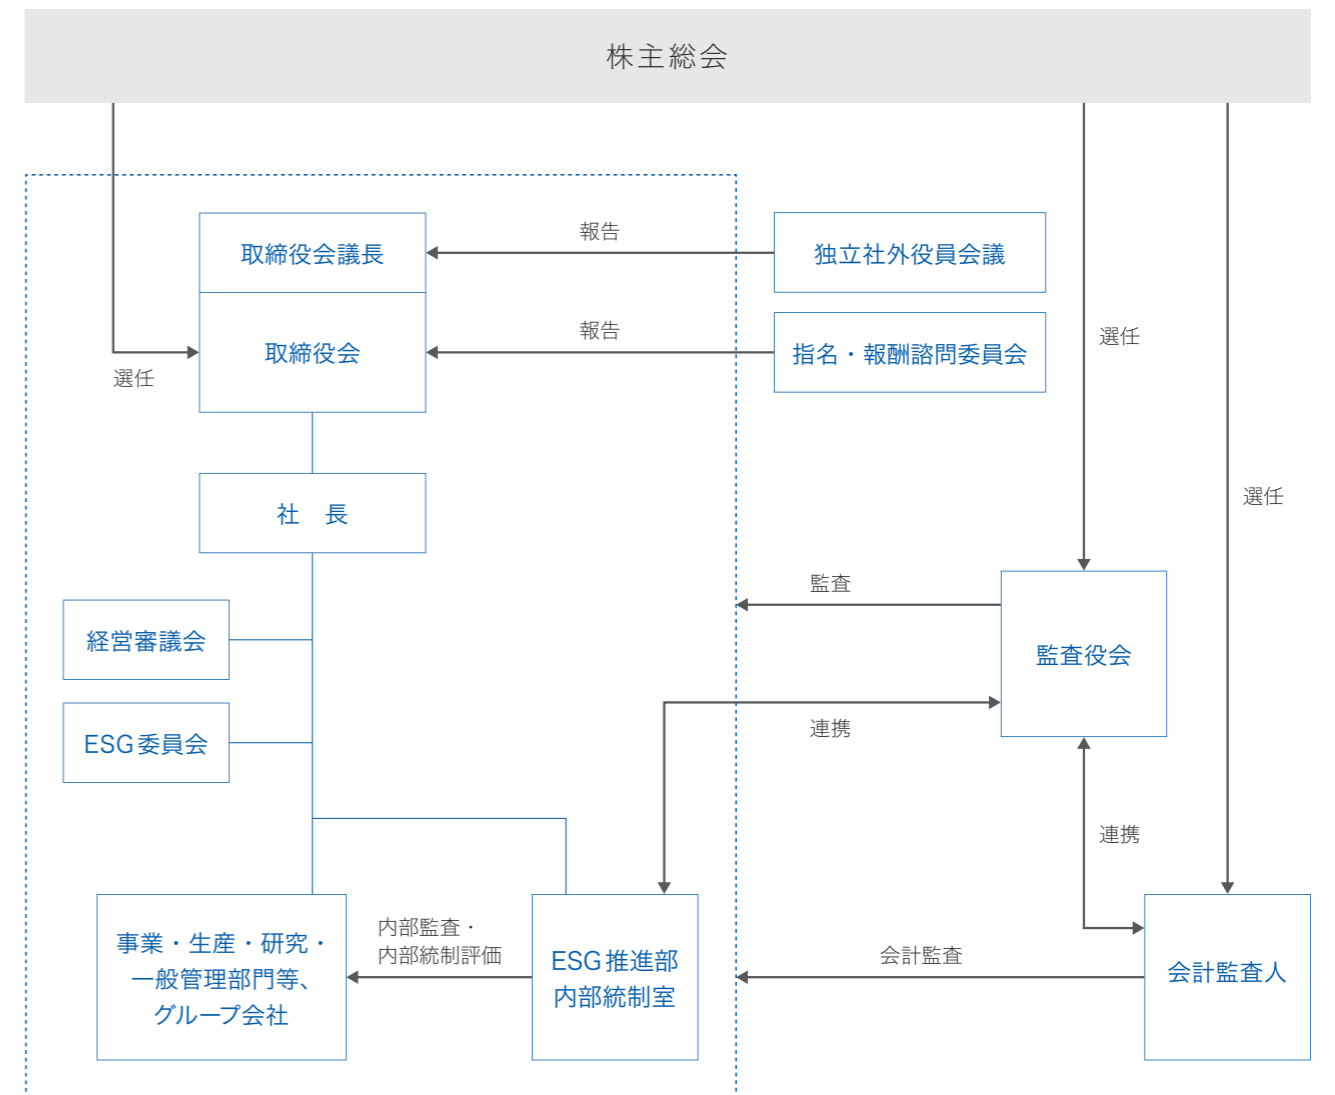 株主総会
報告
取締役会議長
独立社外役員会議
報告
取締役会
指名・報酬諮問委員会
選任
選任
選任
社　長
監査
経営審議会
監査役会
連携
ESG委員会
連携
内部監査・
内部統制評価
事業・生産・研究・
一般管理部門等、
グループ会社
ESG推進部
内部統制室
会計監査
会計監査人